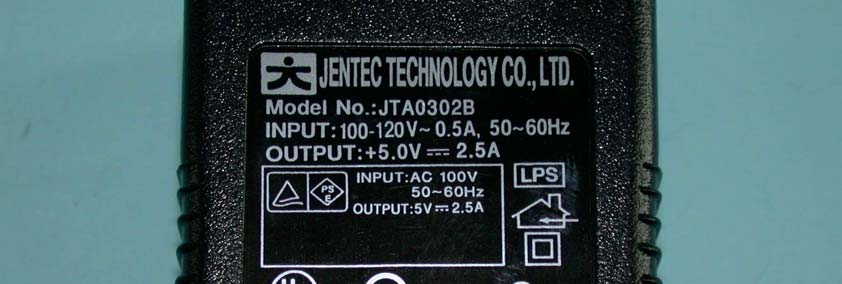 JENTEC TECHNOLOGY CO., LTD.
Model No.:JTA0302B
INPUT:100-120V~ 0.5A, 50~60Hz
OUTPUT:+5.0V⎓ 2.5A
PS
E
INPUT:AC 100V
50~60Hz
OUTPUT:5V⎓2.5A
LPS